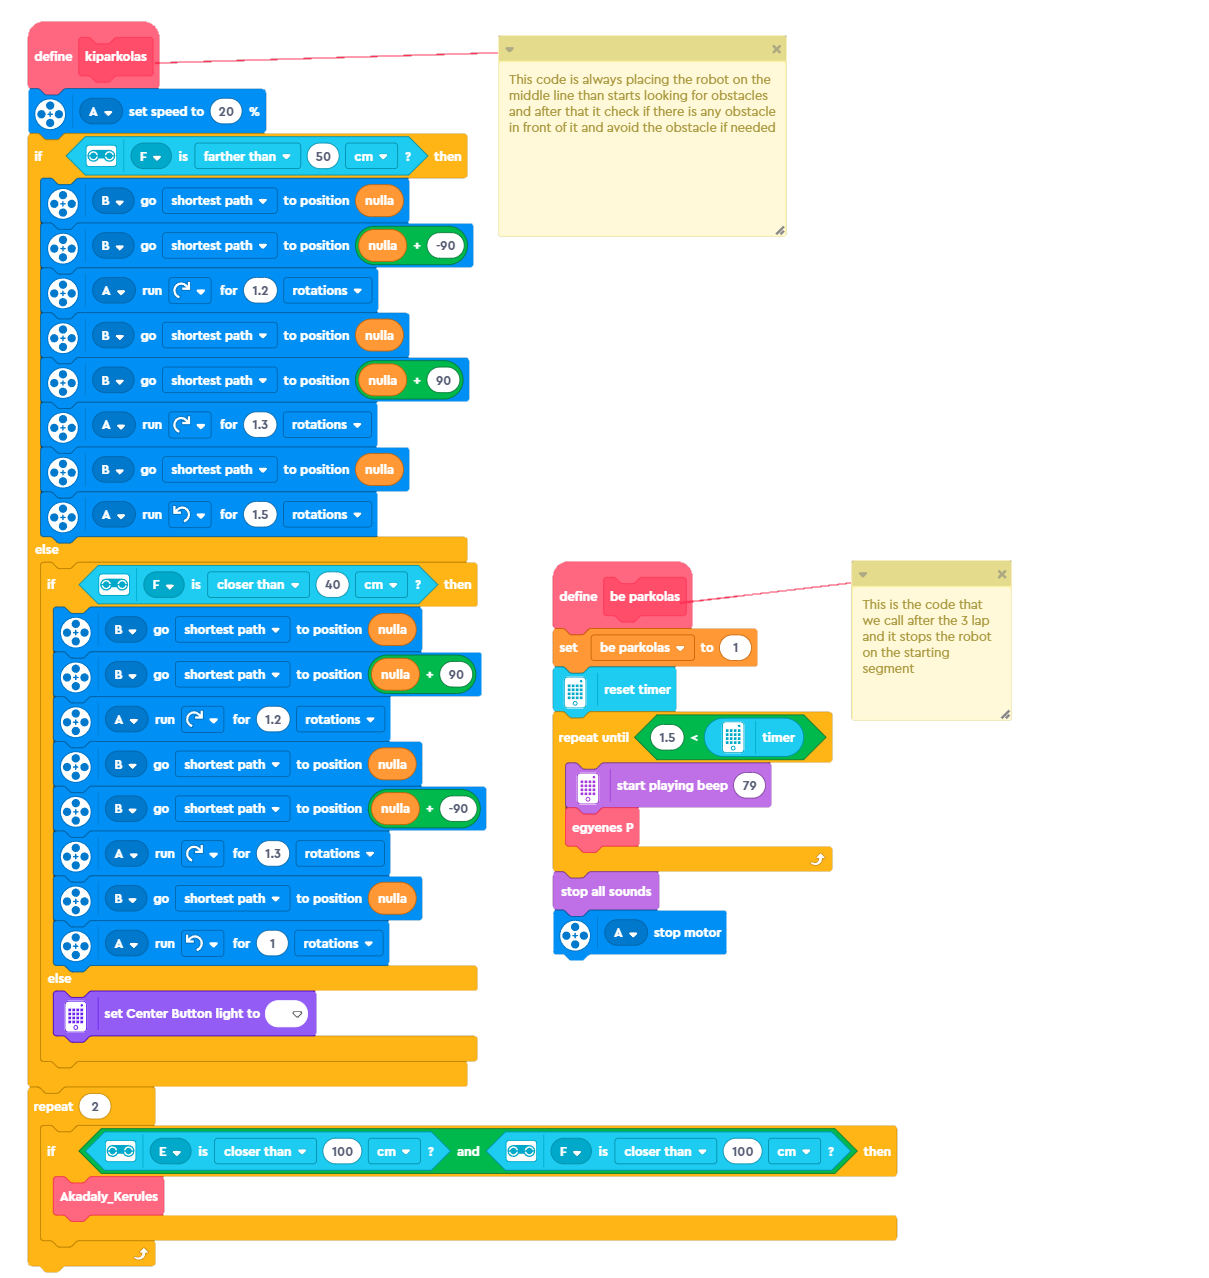 define kiparkolas
A set speed to 20 %
if F is farther than 50 cm ? then
B go shortest path to position nulla
B go shortest path to position nulla + -90
A run for 1.2 rotations
B go shortest path to position nulla
B go shortest path to position nulla + 90
A run for 1.3 rotations
B go shortest path to position nulla
A run for 1.5 rotations
else
if F is closer than 40 cm ? then
B go shortest path to position nulla
B go shortest path to position nulla + 90
A run for 1.2 rotations
B go shortest path to position nulla
B go shortest path to position nulla + -90
A run for 1.3 rotations
B go shortest path to position nulla
A run for 1 rotations
else
set Center Button light to
repeat 2
if E is closer than 100 cm ? and F is closer than 100 cm ? then
Akadaly_Kerules
This code is always placing the robot on the
middle line than starts looking for obstacles
and after that it check if there is any obstacle
in front of it and avoid the obstacle if needed
define be parkolas
set be parkolas to 1
reset timer
repeat until 1.5 < timer
start playing beep 79
egyenes P
stop all sounds
A stop motor
This is the code that
we call after the 3 lap
and it stops the robot
on the starting
segment